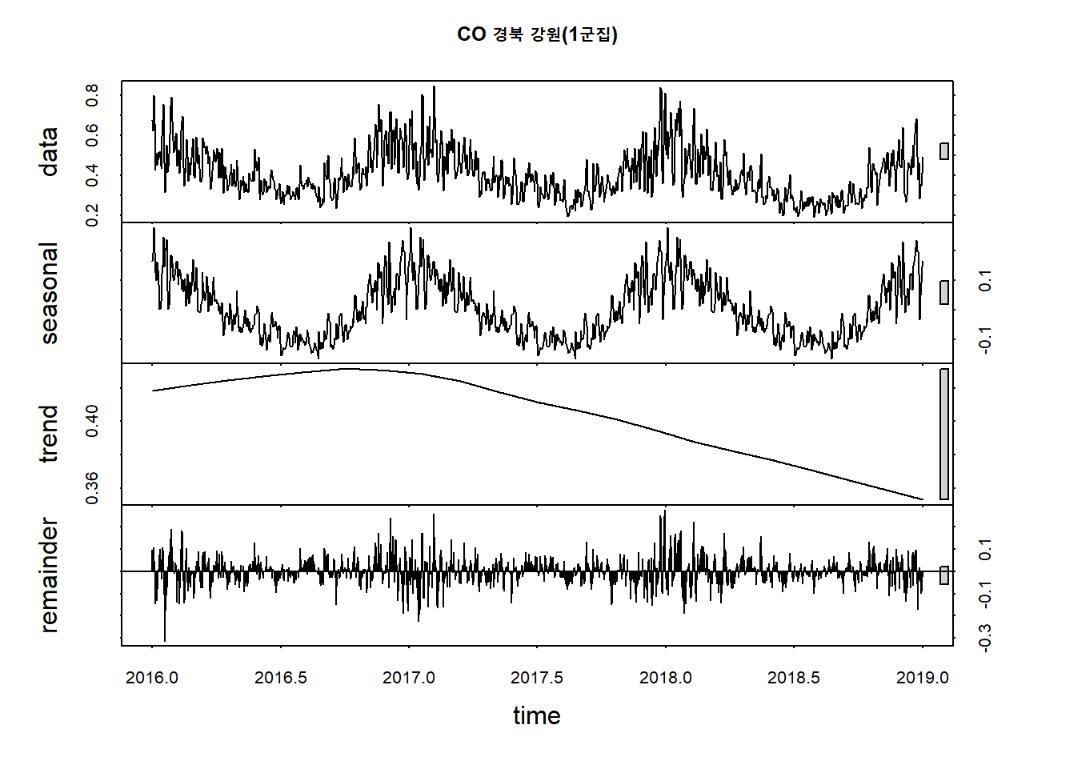 CO 경북 강원(1군집)
data
0.2 0.4 0.6 0.8
seasonal
-0.1 0.1
trend
0.36 0.40
remainder
-0.3 -0.1 0.1
2016.0 2016.5 2017.0 2017.5 2018.0 2018.5 2019.0
time